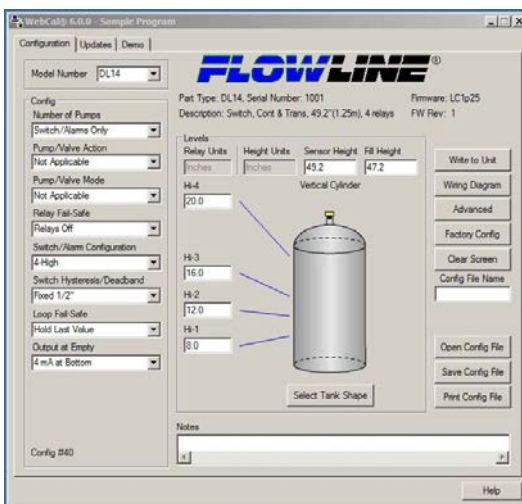 WebCal® 6.0.0 - Sample Program
Configuration Updates Demo
Model Number DL14
FLOWLINE®
Part Type: DL14, Serial Number: 1001 Firmware: LC1p25
Description: Switch, Cont & Trans, 49.2"(1.25m), 4 relays FW Rev: 1
Config
Number of Pumps
Switch/Alarms Only
Pump/Valve Action
Not Applicable
Pump/Valve Mode
Not Applicable
Relay Fail-Safe
Relays Off
Switch/Alarm Configuration
4-High
Switch Hysteresis/Deadband
Fixed 1/2"
Loop Fail-Safe
Hold Last Value
Output at Empty
4 mA at Bottom
Config #40
Levels
Relay Units Height Units Sensor Height Fill Height
Inches Inches 49.2 47.2
Vertical Cylinder
Hi-4
20.0
Hi-3
16.0
Hi-2
12.0
Hi-1
8.0
Select Tank Shape
Write to Unit
Wiring Diagram
Advanced
Factory Config
Clear Screen
Config File Name
Open Config File
Save Config File
Print Config File
Notes
Help